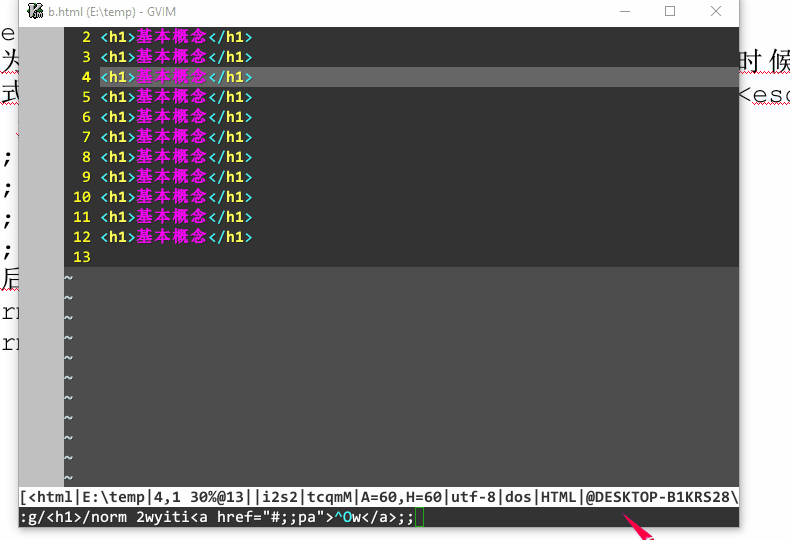 b.html (E:\temp) - GVIM
e
为
时候
式
<esc
2 <h1>基本概念</h1>
3 <h1>基本概念</h1>
4 <h1>基本概念</h1>
5 <h1>基本概念</h1>
6 <h1>基本概念</h1>
7 <h1>基本概念</h1>
8 <h1>基本概念</h1>
9 <h1>基本概念</h1>
10 <h1>基本概念</h1>
11 <h1>基本概念</h1>
12 <h1>基本概念</h1>
13
~
~
~
~
~
~
~
~
~
~
~
;
;
;
;
后
[<html|E:\temp|4,1 30%@13||i2s2|tcqmM|A=60,H=60|utf-8|dos|HTML|@DESKTOP-B1KRS28\
:g/<h1>/norm 2wyiti<a href="#;;pa">^Ow</a>;;